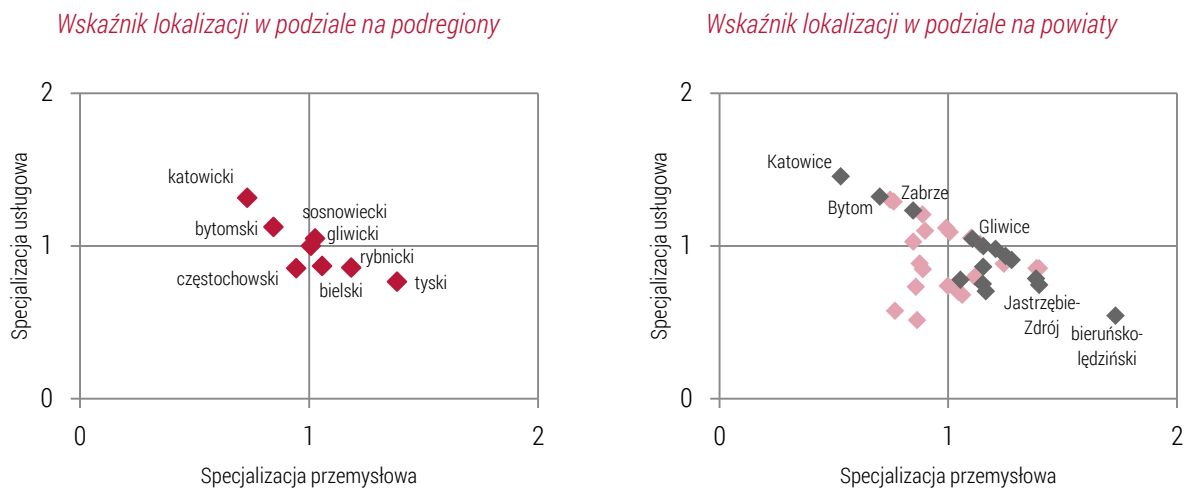 Wskaźnik lokalizacji w podziale na podregiony
2
1
0
0
1
2
Specjalizacja usługowa
Specjalizacja przemysłowa
katowicki
bytomski
sosnowiecki
gliwicki
częstochowski
bielski
rybnicki
tyski
Wskaźnik lokalizacji w podziale na powiaty
2
1
0
0
1
2
Specjalizacja usługowa
Specjalizacja przemysłowa
Katowice
Bytom
Zabrze
Gliwice
Jastrzębie-
Zdrój
bieruńsko-
lędziński